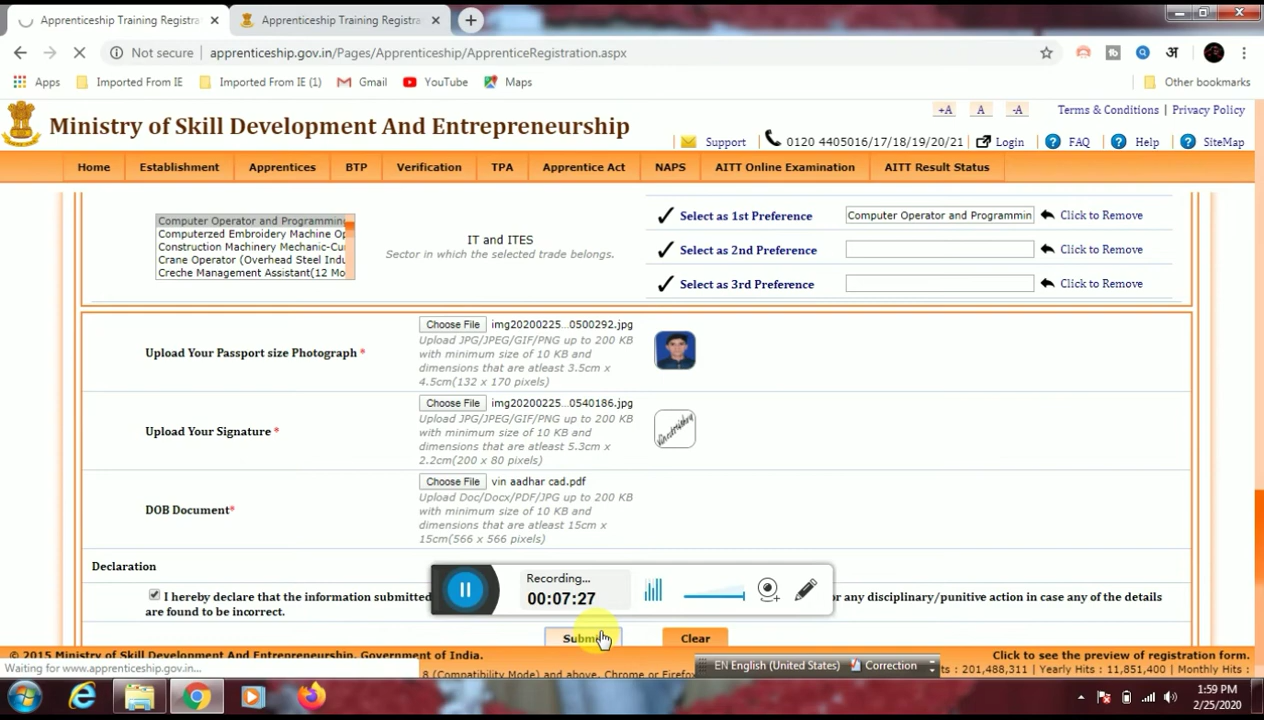 Apprenticeship Training Registra
Apprenticeship Training Registra
Not secure
apprenticeship.gov.in/Pages/Apprenticeship/ApprenticeRegistration.aspx
अ
Apps
Imported From IE
Imported From IE (1)
Gmail
YouTube
Maps
Other bookmarks
+A
A
-A
Terms & Conditions | Privacy Policy
Ministry of Skill Development And Entrepreneurship
Support
0120 4405016/17/18/19/20/21
Login
FAQ
Help
SiteMap
Home
Establishment
Apprentices
BTP
Verification
TPA
Apprentice Act
NAPS
AITT Online Examination
AITT Result Status
Computer Operator and Programmin
Computerzed Embroidery Machine Op
Construction Machinery Mechanic-Cu
Crane Operator (Overhead Steel Indu
Creche Management Assistant(12 Mo
IT and ITES
Sector in which the selected trade belongs.
Select as 1st Preference
Computer Operator and Programmin
Click to Remove
Select as 2nd Preference
Click to Remove
Select as 3rd Preference
Click to Remove
Upload Your Passport size Photograph *
Choose File img20200225...0500292.jpg
Upload JPG/JPEG/GIF/PNG up to 200 KB
with minimum size of 10 KB and
dimensions that are atleast 3.5cm x
4.5cm(132 x 170 pixels)
Upload Your Signature *
Choose File img20200225...0540186.jpg
Upload JPG/JPEG/GIF/PNG up to 200 KB
with minimum size of 10 KB and
dimensions that are atleast 5.3cm x
2.2cm(200 x 80 pixels)
DOB Document*
Choose File vin aadhar cad.pdf
Upload Doc/Docx/PDF/JPG up to 200 KB
with minimum size of 10 KB and
dimensions that are atleast 15cm x
15cm(566 x 566 pixels)
Declaration
I hereby declare that the information submitted
or any disciplinary/punitive action in case any of the details
are found to be incorrect.
Recording...
00:07:27
Submit
Clear
© 2015 Ministry of Skill Development And Entrepreneurship, Government of India.
Click to see the preview of registration form.
Waiting for www.apprenticeship.gov.in...
8 (Compatibility Mode) and above, Chrome or Firefox
EN English (United States)
Correction
ts : 201,488,311 | Yearly Hits : 11,851,400 | Monthly Hits :
1:59 PM
2/25/2020